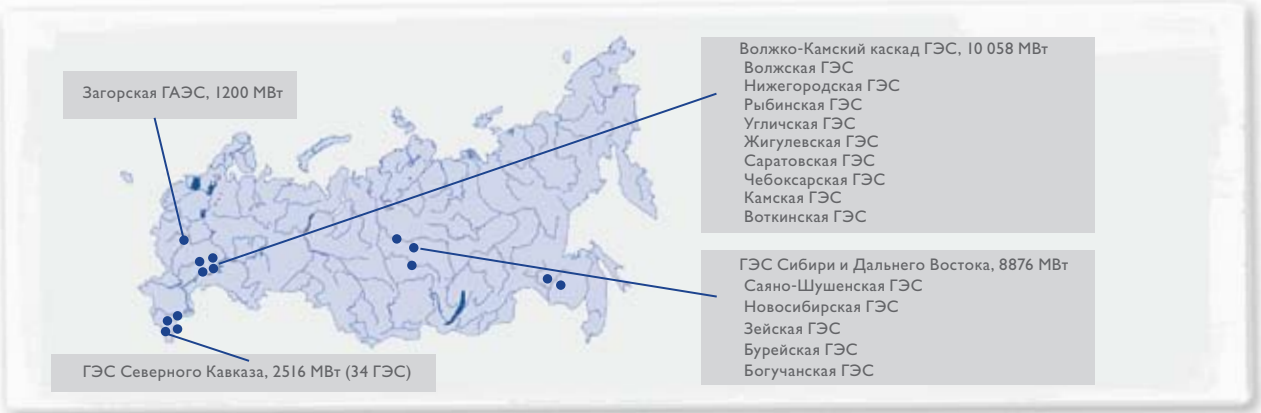 Загорская ГАЭС, 1200 МВт
Волжко-Камский каскад ГЭС, 10 058 МВт
Волжская ГЭС
Нижегородская ГЭС
Рыбинская ГЭС
Угличская ГЭС
Жигулевская ГЭС
Саратовская ГЭС
Чебоксарская ГЭС
Камская ГЭС
Воткинская ГЭС
ГЭС Сибири и Дальнего Востока, 8876 МВт
Саяно-Шушенская ГЭС
Новосибирская ГЭС
Зейская ГЭС
Бурейская ГЭС
Богучанская ГЭС
ГЭС Северного Кавказа, 2516 МВт (34 ГЭС)